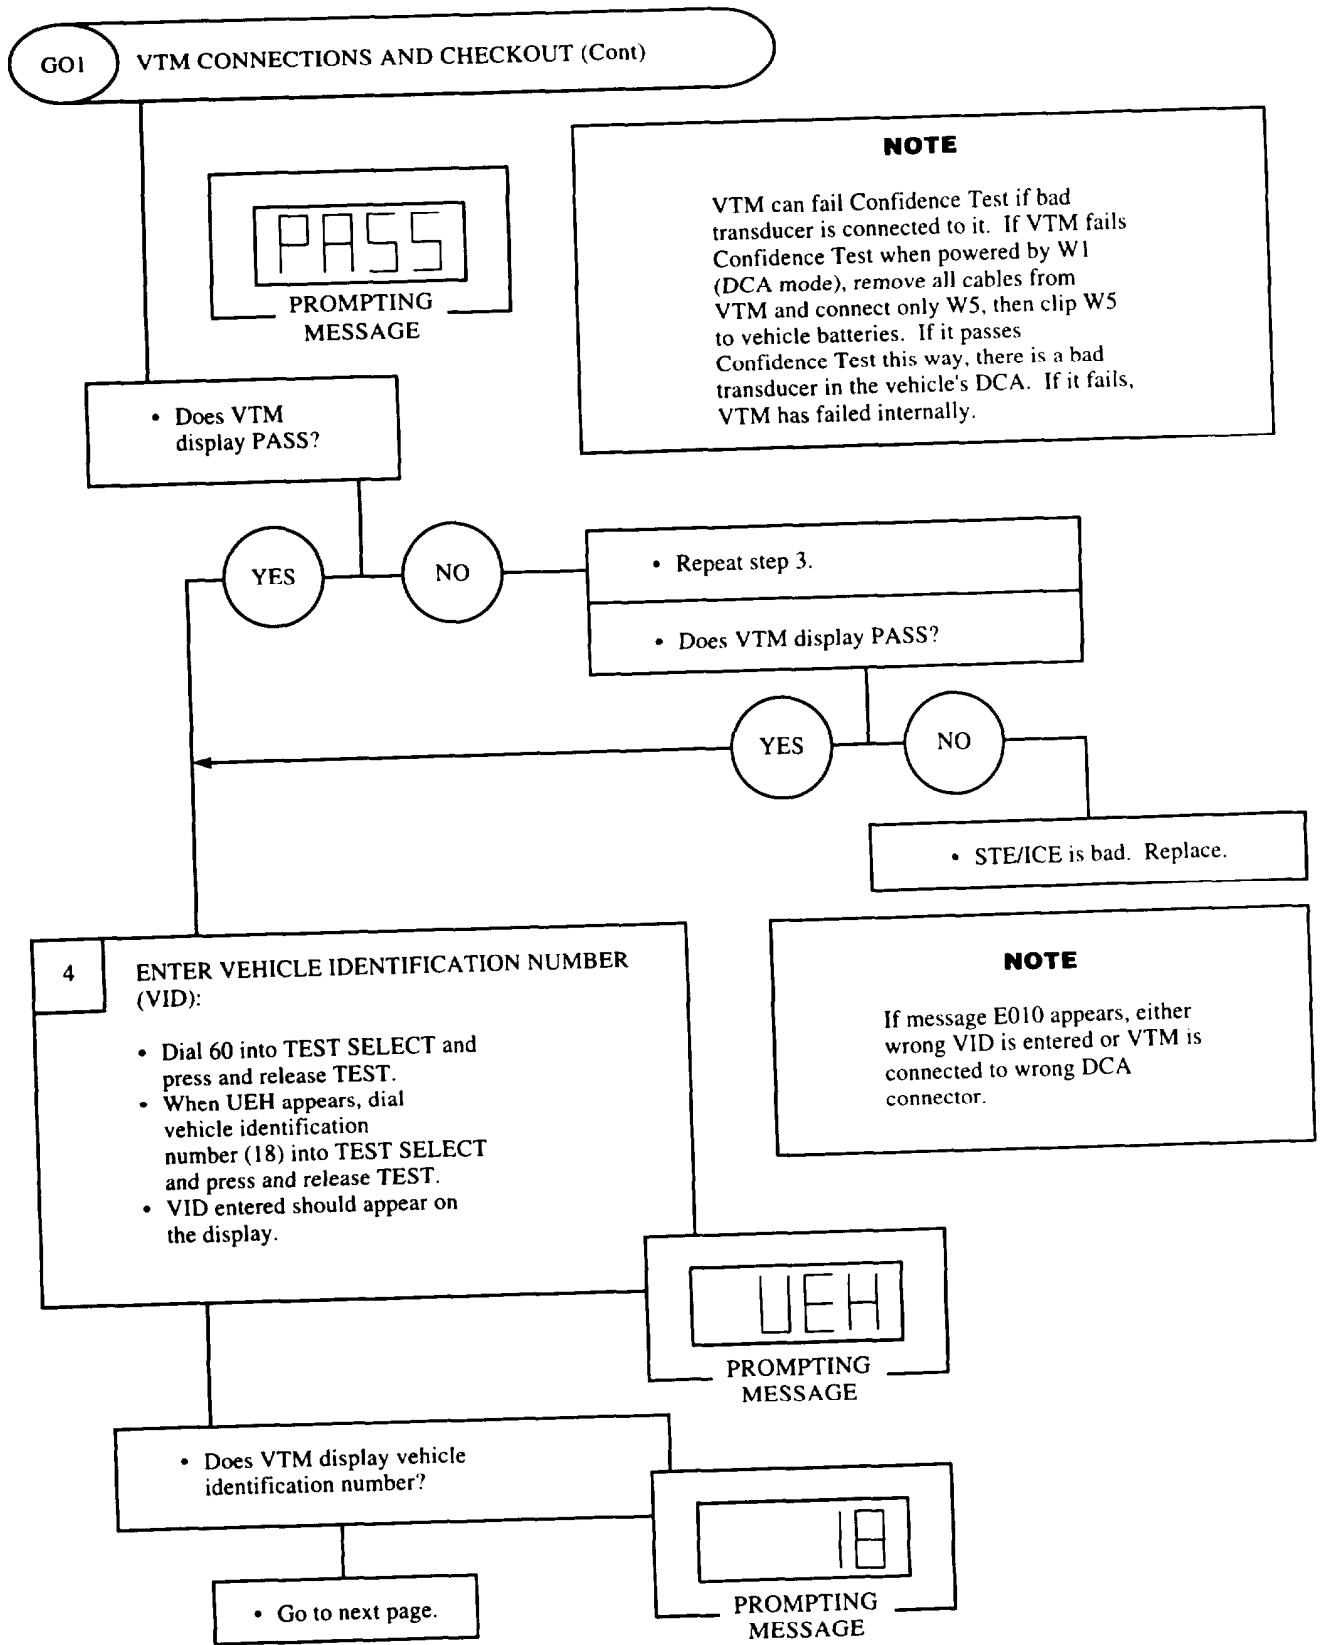 GO1 VTM CONNECTIONS AND CHECKOUT (Cont)
PASS
PROMPTING
MESSAGE
NOTE
VTM can fail Confidence Test if bad
transducer is connected to it. If VTM fails
Confidence Test when powered by W1
(DCA mode), remove all cables from
VTM and connect only W5, then clip W5
to vehicle batteries. If it passes
Confidence Test this way, there is a bad
transducer in the vehicle's DCA. If it fails,
VTM has failed internally.
• Does VTM
display PASS?
YES
NO
• Repeat step 3.
• Does VTM display PASS?
YES
NO
• STE/ICE is bad. Replace.
4
ENTER VEHICLE IDENTIFICATION NUMBER
(VID):
• Dial 60 into TEST SELECT and
press and release TEST.
• When UEH appears, dial
vehicle identification
number (18) into TEST SELECT
and press and release TEST.
• VID entered should appear on
the display.
NOTE
If message E010 appears, either
wrong VID is entered or VTM is
connected to wrong DCA
connector.
UEH
PROMPTING
MESSAGE
• Does VTM display vehicle
identification number?
18
PROMPTING
MESSAGE
• Go to next page.